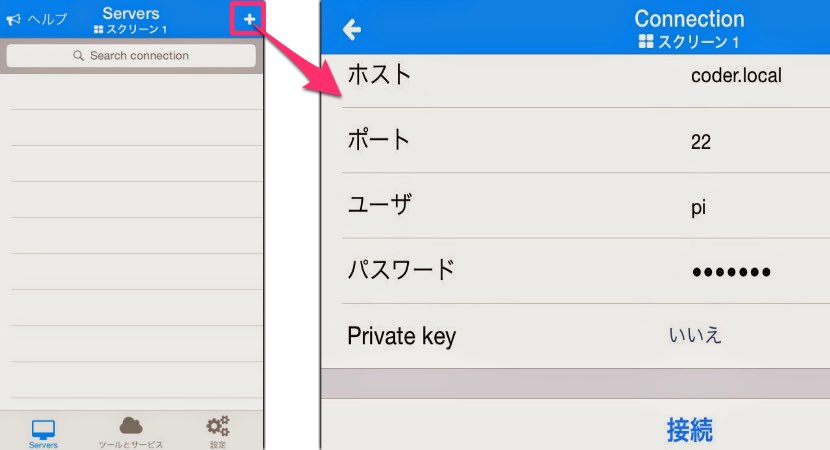 ヘルプ
Servers
スクリーン 1
+
Search connection
Servers
ツールとサービス
設定
Connection
スクリーン 1
ホスト
coder.local
ポート
22
ユーザ
pi
パスワード
●●●●●●●
Private key
いいえ
接続